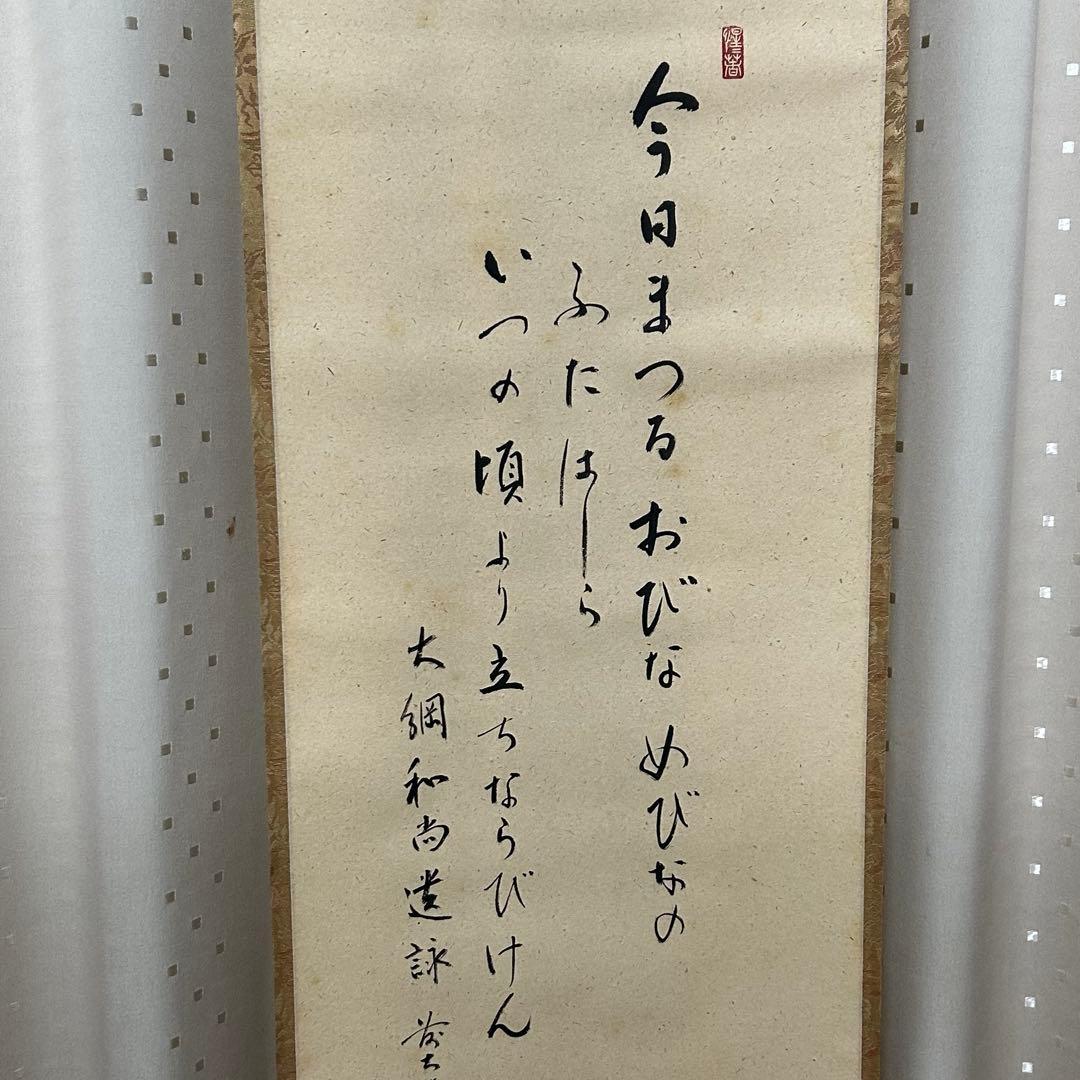 今日まつるおびなめびなの
ふたはしら
いつの頃より立ちならびけん
大綱和尚遺詠